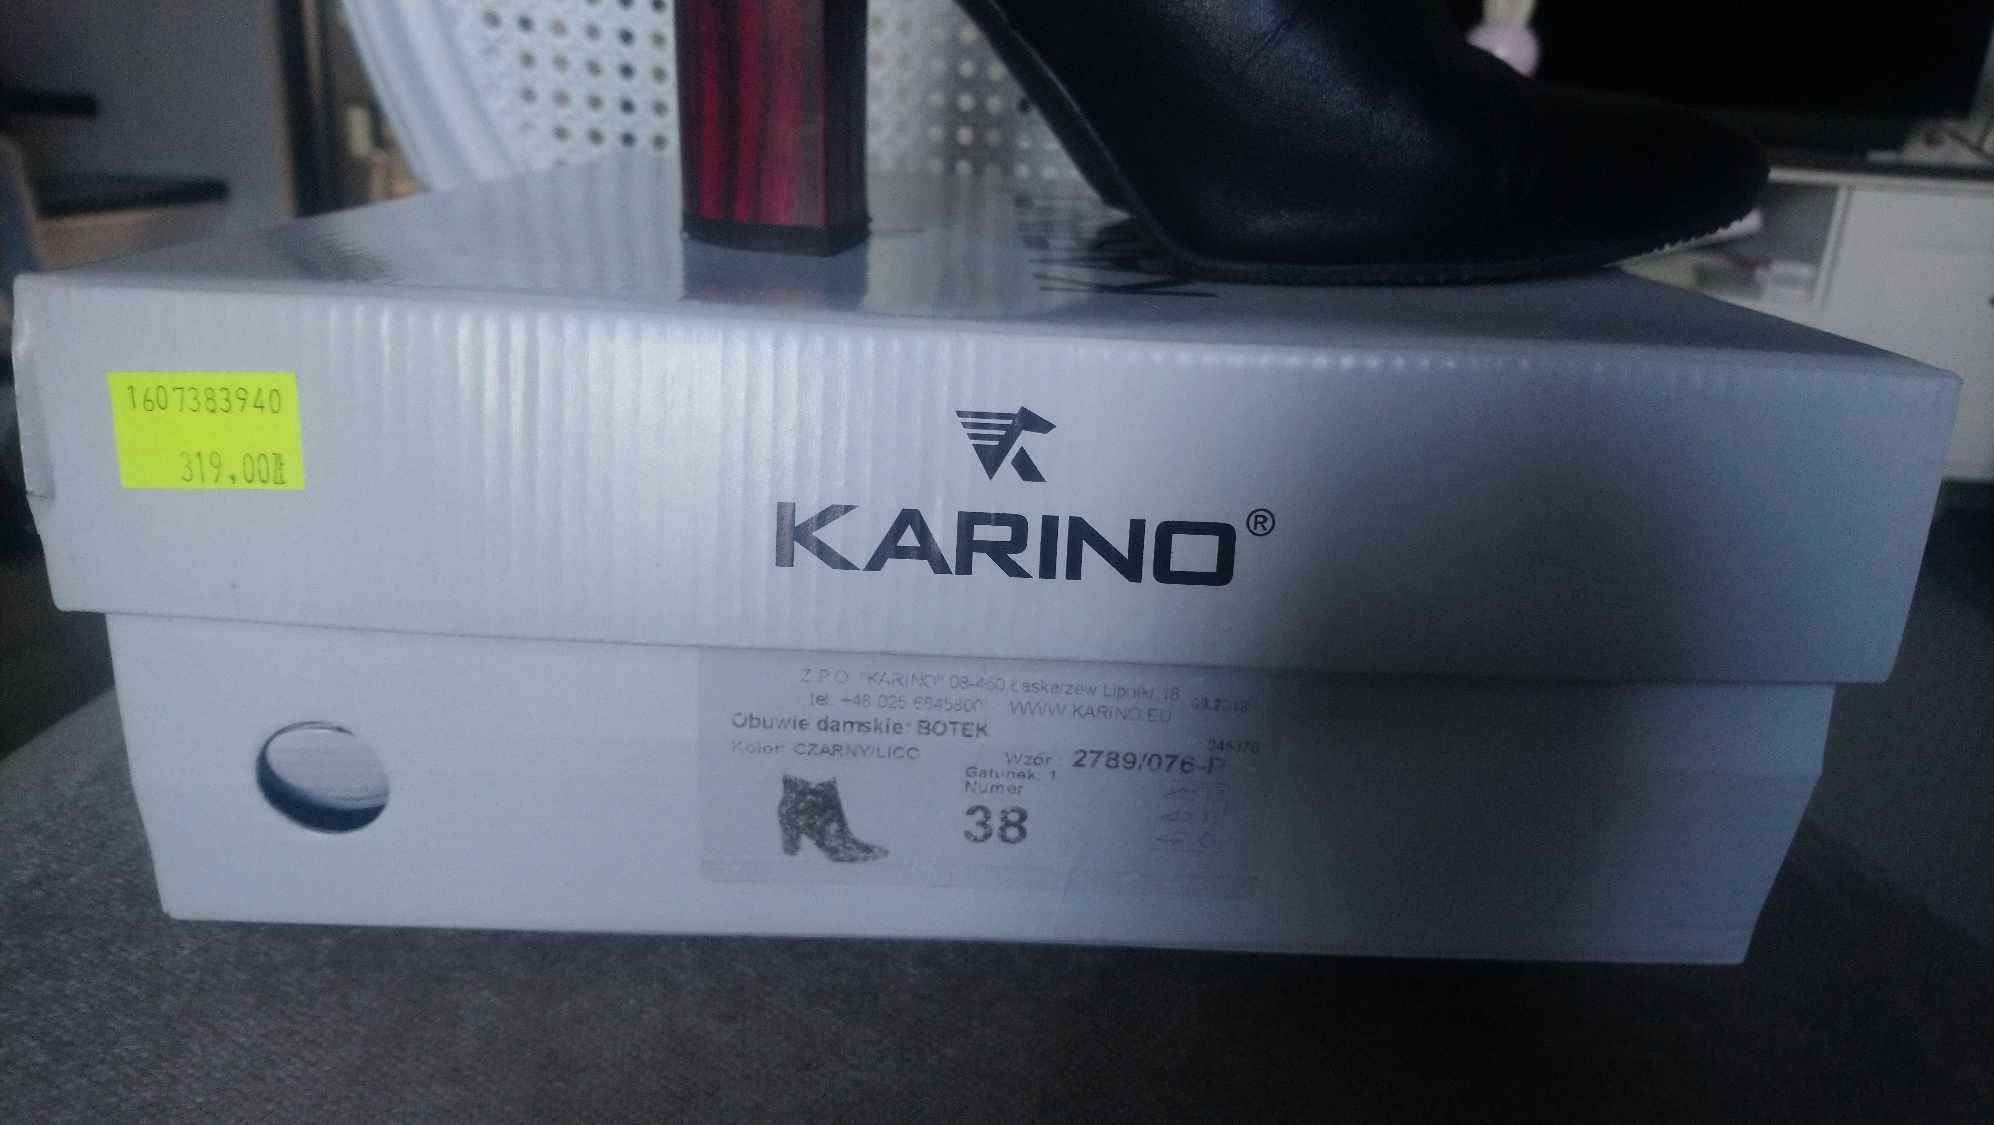 1607383940
319,00zł
KARINO®
Z.P.O. "KARINO" 08-450 Łaskarzew Lipniki 18
tel. +48 025 6845800 WWW.KARINO.EU
Obuwie damskie: BOTEK
Kolor: CZARNY/LICO
Wzór: 2789/076-P
Gatunek: 1
Numer
38